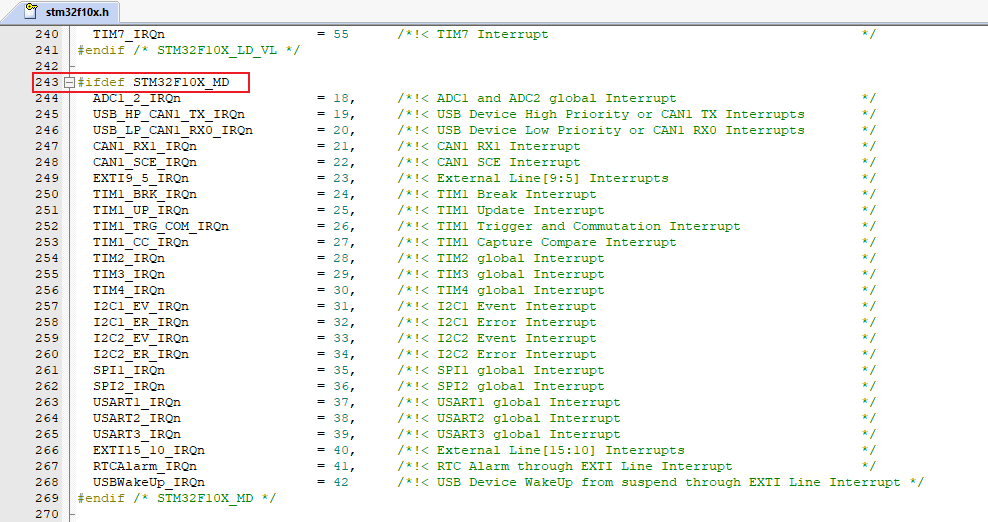 stm32f10x.h
240 TIM7_IRQn = 55 /*!< TIM7 Interrupt */
241 #endif /* STM32F10X_LD_VL */
242
243 #ifdef STM32F10X_MD
244 ADC1_2_IRQn = 18, /*!< ADC1 and ADC2 global Interrupt */
245 USB_HP_CAN1_TX_IRQn = 19, /*!< USB Device High Priority or CAN1 TX Interrupts */
246 USB_LP_CAN1_RX0_IRQn = 20, /*!< USB Device Low Priority or CAN1 RX0 Interrupts */
247 CAN1_RX1_IRQn = 21, /*!< CAN1 RX1 Interrupt */
248 CAN1_SCE_IRQn = 22, /*!< CAN1 SCE Interrupt */
249 EXTI9_5_IRQn = 23, /*!< External Line[9:5] Interrupts */
250 TIM1_BRK_IRQn = 24, /*!< TIM1 Break Interrupt */
251 TIM1_UP_IRQn = 25, /*!< TIM1 Update Interrupt */
252 TIM1_TRG_COM_IRQn = 26, /*!< TIM1 Trigger and Commutation Interrupt */
253 TIM1_CC_IRQn = 27, /*!< TIM1 Capture Compare Interrupt */
254 TIM2_IRQn = 28, /*!< TIM2 global Interrupt */
255 TIM3_IRQn = 29, /*!< TIM3 global Interrupt */
256 TIM4_IRQn = 30, /*!< TIM4 global Interrupt */
257 I2C1_EV_IRQn = 31, /*!< I2C1 Event Interrupt */
258 I2C1_ER_IRQn = 32, /*!< I2C1 Error Interrupt */
259 I2C2_EV_IRQn = 33, /*!< I2C2 Event Interrupt */
260 I2C2_ER_IRQn = 34, /*!< I2C2 Error Interrupt */
261 SPI1_IRQn = 35, /*!< SPI1 global Interrupt */
262 SPI2_IRQn = 36, /*!< SPI2 global Interrupt */
263 USART1_IRQn = 37, /*!< USART1 global Interrupt */
264 USART2_IRQn = 38, /*!< USART2 global Interrupt */
265 USART3_IRQn = 39, /*!< USART3 global Interrupt */
266 EXTI15_10_IRQn = 40, /*!< External Line[15:10] Interrupts */
267 RTCAlarm_IRQn = 41, /*!< RTC Alarm through EXTI Line Interrupt */
268 USBWakeUp_IRQn = 42 /*!< USB Device WakeUp from suspend through EXTI Line Interrupt */
269 #endif /* STM32F10X_MD */
270